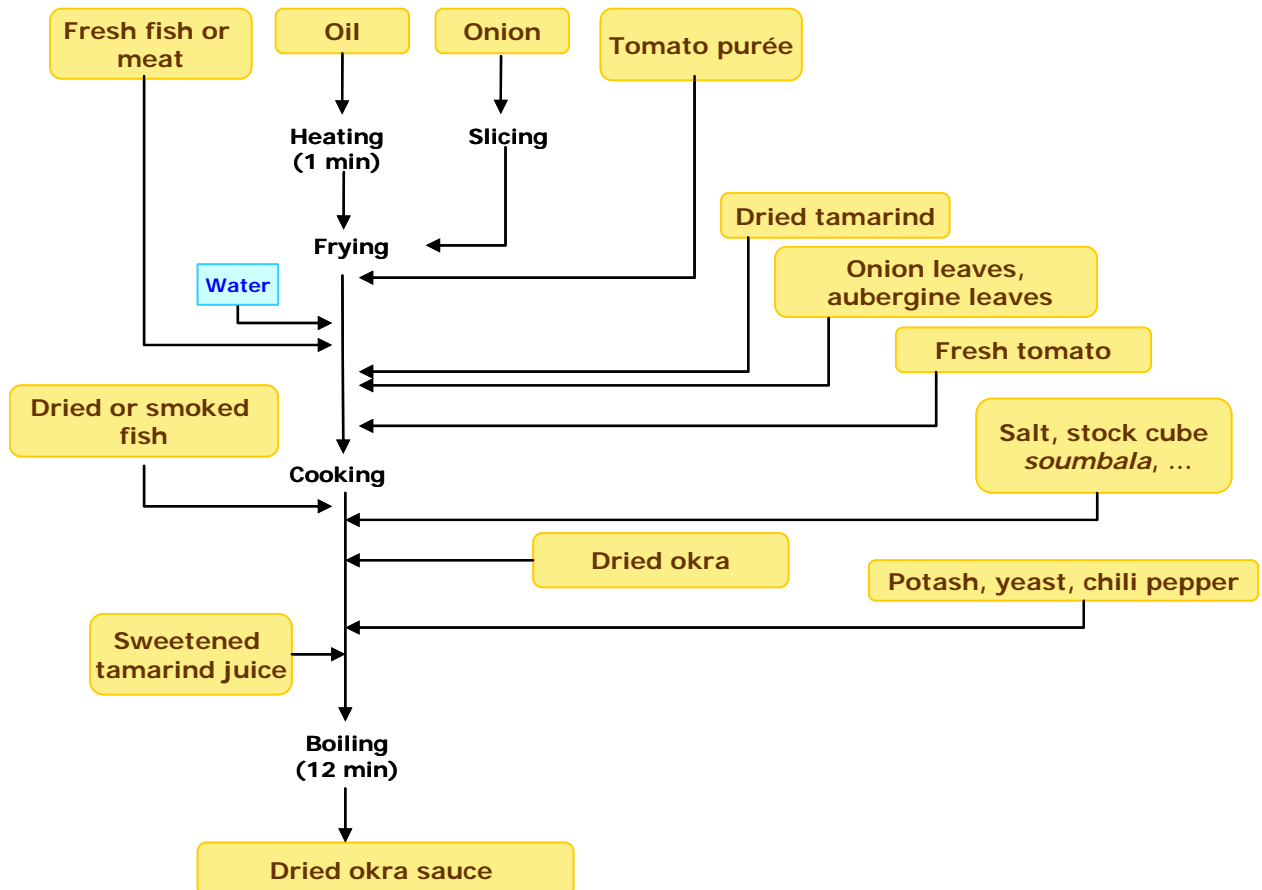 Fresh fish or
meat
Oil
Onion
Tomato purée
Heating
(1 min)
Slicing
Dried tamarind
Frying
Onion leaves,
aubergine leaves
Water
Fresh tomato
Dried or smoked
fish
Salt, stock cube
soumbala, ...
Cooking
Dried okra
Potash, yeast, chili pepper
Sweetened
tamarind juice
Boiling
(12 min)
Dried okra sauce